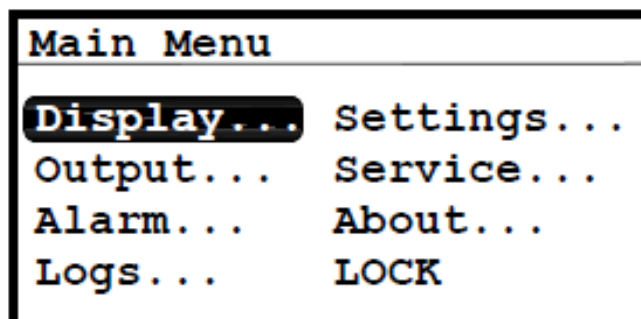 Main Menu
Display... Settings...
Output... Service...
Alarm... About...
Logs... LOCK